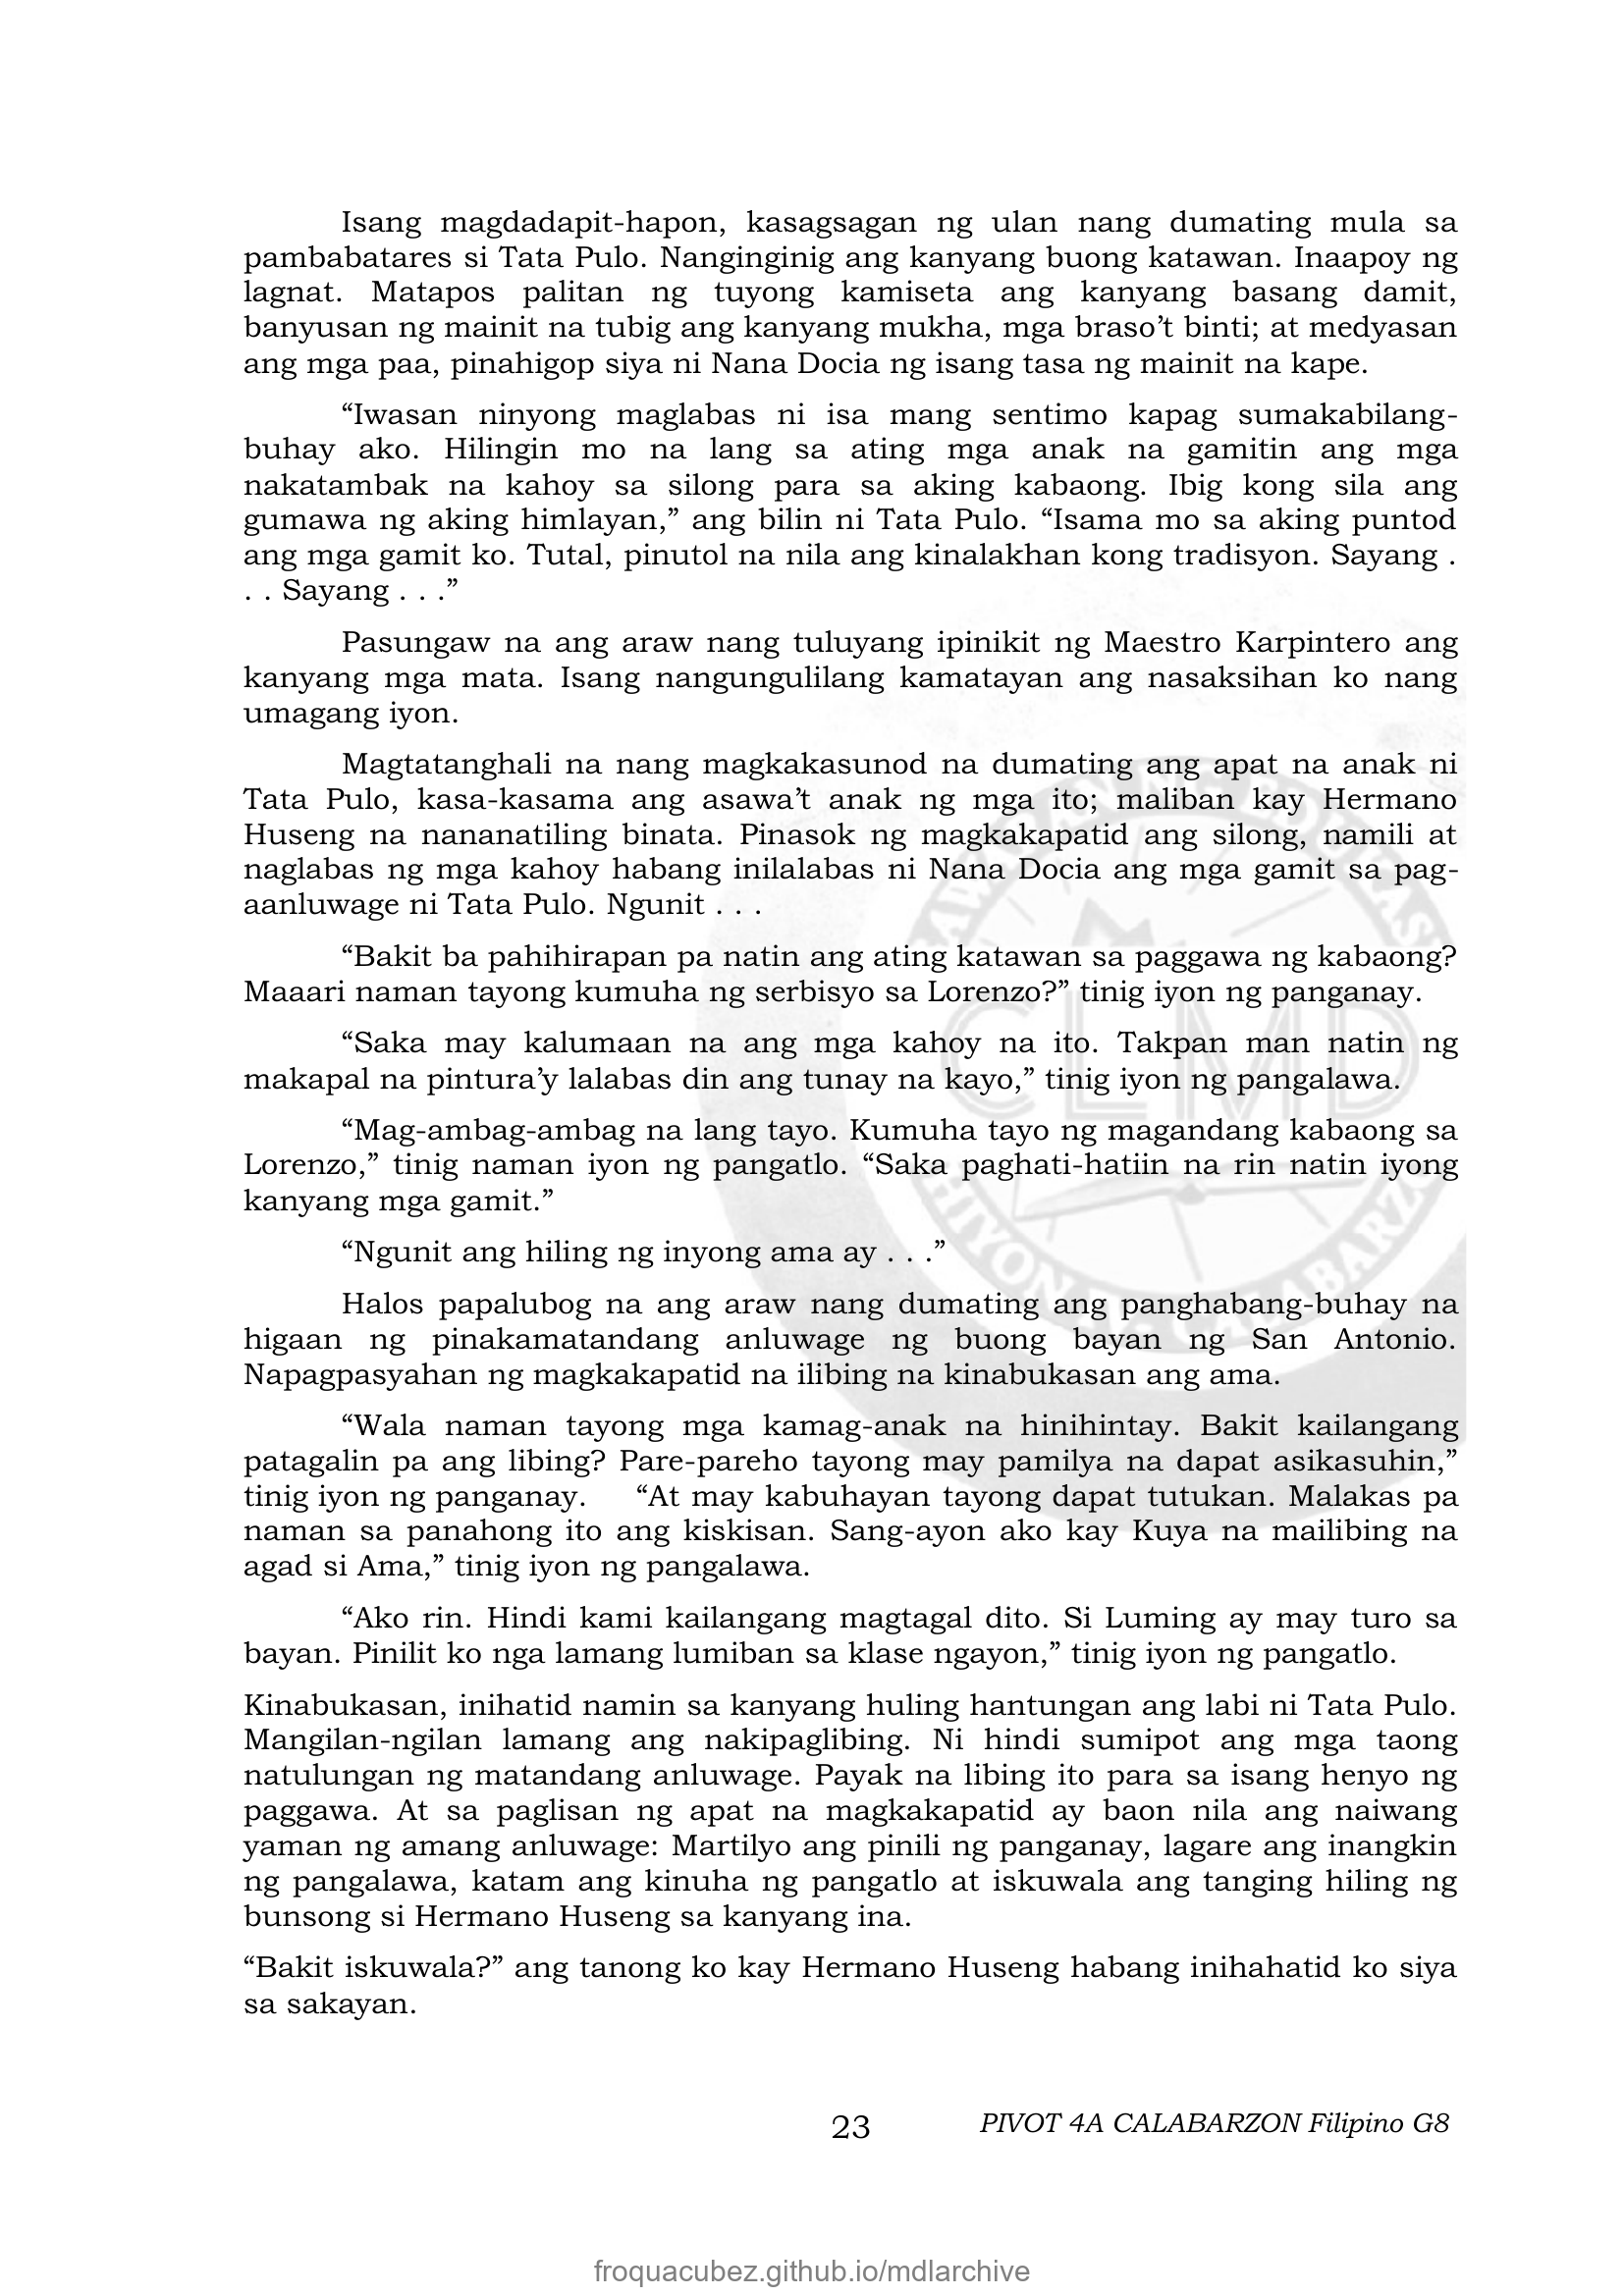 Isang magdadapit-hapon, kasagsagan ng ulan nang dumating mula sa
pambabatares si Tata Pulo. Nanginginig ang kanyang buong katawan. Inaapoy ng
lagnat. Matapos palitan ng tuyong kamiseta ang kanyang basang damit,
banyusan ng mainit na tubig ang kanyang mukha, mga braso’t binti; at medyasan
ang mga paa, pinahigop siya ni Nana Docia ng isang tasa ng mainit na kape.
“Iwasan ninyong maglabas ni isa mang sentimo kapag sumakabilang-
buhay ako. Hilingin mo na lang sa ating mga anak na gamitin ang mga
nakatambak na kahoy sa silong para sa aking kabaong. Ibig kong sila ang
gumawa ng aking himlayan,” ang bilin ni Tata Pulo. “Isama mo sa aking puntod
ang mga gamit ko. Tutal, pinutol na nila ang kinalakhan kong tradisyon. Sayang .
. . Sayang . . .”
Pasungaw na ang araw nang tuluyang ipinikit ng Maestro Karpintero ang
kanyang mga mata. Isang nangungulilang kamatayan ang nasaksihan ko nang
umagang iyon.
Magtatanghali na nang magkakasunod na dumating ang apat na anak ni
Tata Pulo, kasa-kasama ang asawa’t anak ng mga ito; maliban kay Hermano
Huseng na nananatiling binata. Pinasok ng magkakapatid ang silong, namili at
naglabas ng mga kahoy habang inilalabas ni Nana Docia ang mga gamit sa pag-
aanluwage ni Tata Pulo. Ngunit . . .
“Bakit ba pahihirapan pa natin ang ating katawan sa paggawa ng kabaong?
Maaari naman tayong kumuha ng serbisyo sa Lorenzo?” tinig iyon ng panganay.
“Saka may kalumaan na ang mga kahoy na ito. Takpan man natin ng
makapal na pintura’y lalabas din ang tunay na kayo,” tinig iyon ng pangalawa.
“Mag-ambag-ambag na lang tayo. Kumuha tayo ng magandang kabaong sa
Lorenzo,” tinig naman iyon ng pangatlo. “Saka paghati-hatiin na rin natin iyong
kanyang mga gamit.”
“Ngunit ang hiling ng inyong ama ay . . .”
Halos papalubog na ang araw nang dumating ang panghabang-buhay na
higaan ng pinakamatandang anluwage ng buong bayan ng San Antonio.
Napagpasyahan ng magkakapatid na ilibing na kinabukasan ang ama.
“Wala naman tayong mga kamag-anak na hinihintay. Bakit kailangang
patagalin pa ang libing? Pare-pareho tayong may pamilya na dapat asikasuhin,”
tinig iyon ng panganay. “At may kabuhayan tayong dapat tutukan. Malakas pa
naman sa panahong ito ang kiskisan. Sang-ayon ako kay Kuya na mailibing na
agad si Ama,” tinig iyon ng pangalawa.
“Ako rin. Hindi kami kailangang magtagal dito. Si Luming ay may turo sa
bayan. Pinilit ko nga lamang lumiban sa klase ngayon,” tinig iyon ng pangatlo.
Kinabukasan, inihatid namin sa kanyang huling hantungan ang labi ni Tata Pulo.
Mangilan-ngilan lamang ang nakipaglibing. Ni hindi sumipot ang mga taong
natulungan ng matandang anluwage. Payak na libing ito para sa isang henyo ng
paggawa. At sa paglisan ng apat na magkakapatid ay baon nila ang naiwang
yaman ng amang anluwage: Martilyo ang pinili ng panganay, lagare ang inangkin
ng pangalawa, katam ang kinuha ng pangatlo at iskuwala ang tanging hiling ng
bunsong si Hermano Huseng sa kanyang ina.
“Bakit iskuwala?” ang tanong ko kay Hermano Huseng habang inihahatid ko siya
sa sakayan.
CLMD
23 PIVOT 4A CALABARZON Filipino G8
froquacubez.github.io/mdlarchive